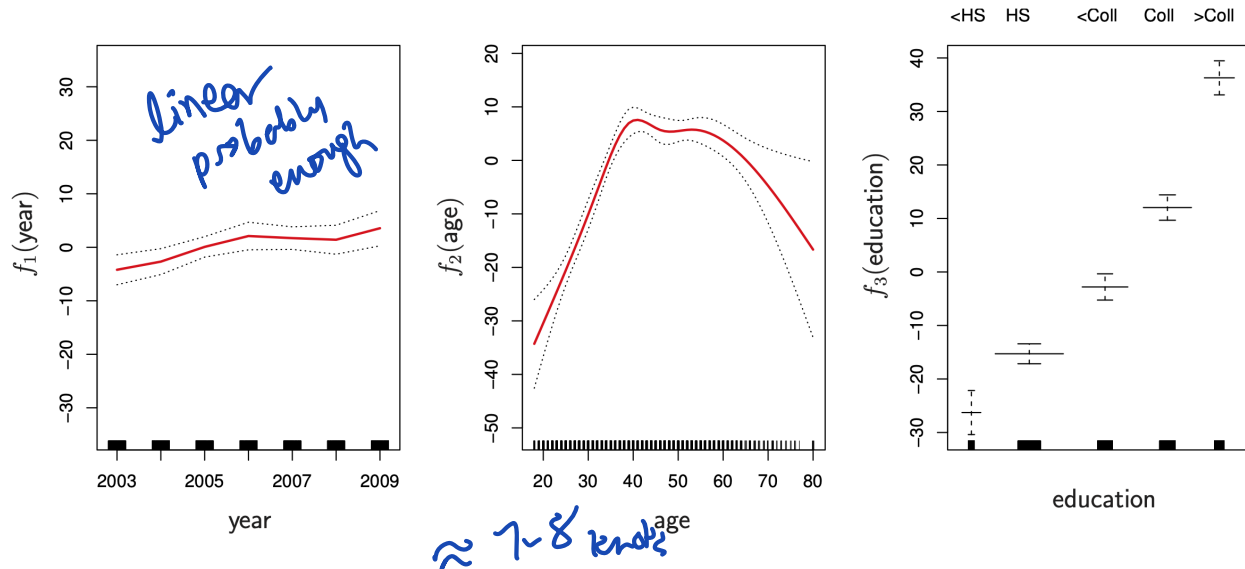 <HS HS <Coll Coll >Coll
linear
probably
enough
f₁(year)
30
20
10
0
−10
−20
−30
2003 2005 2007 2009
year
f₂(age)
20
10
0
−10
−20
−30
−40
−50
20 30 40 50 60 70 80
age
≈ 7-8 knots
f₃(education)
40
30
20
10
0
−10
−20
−30
education